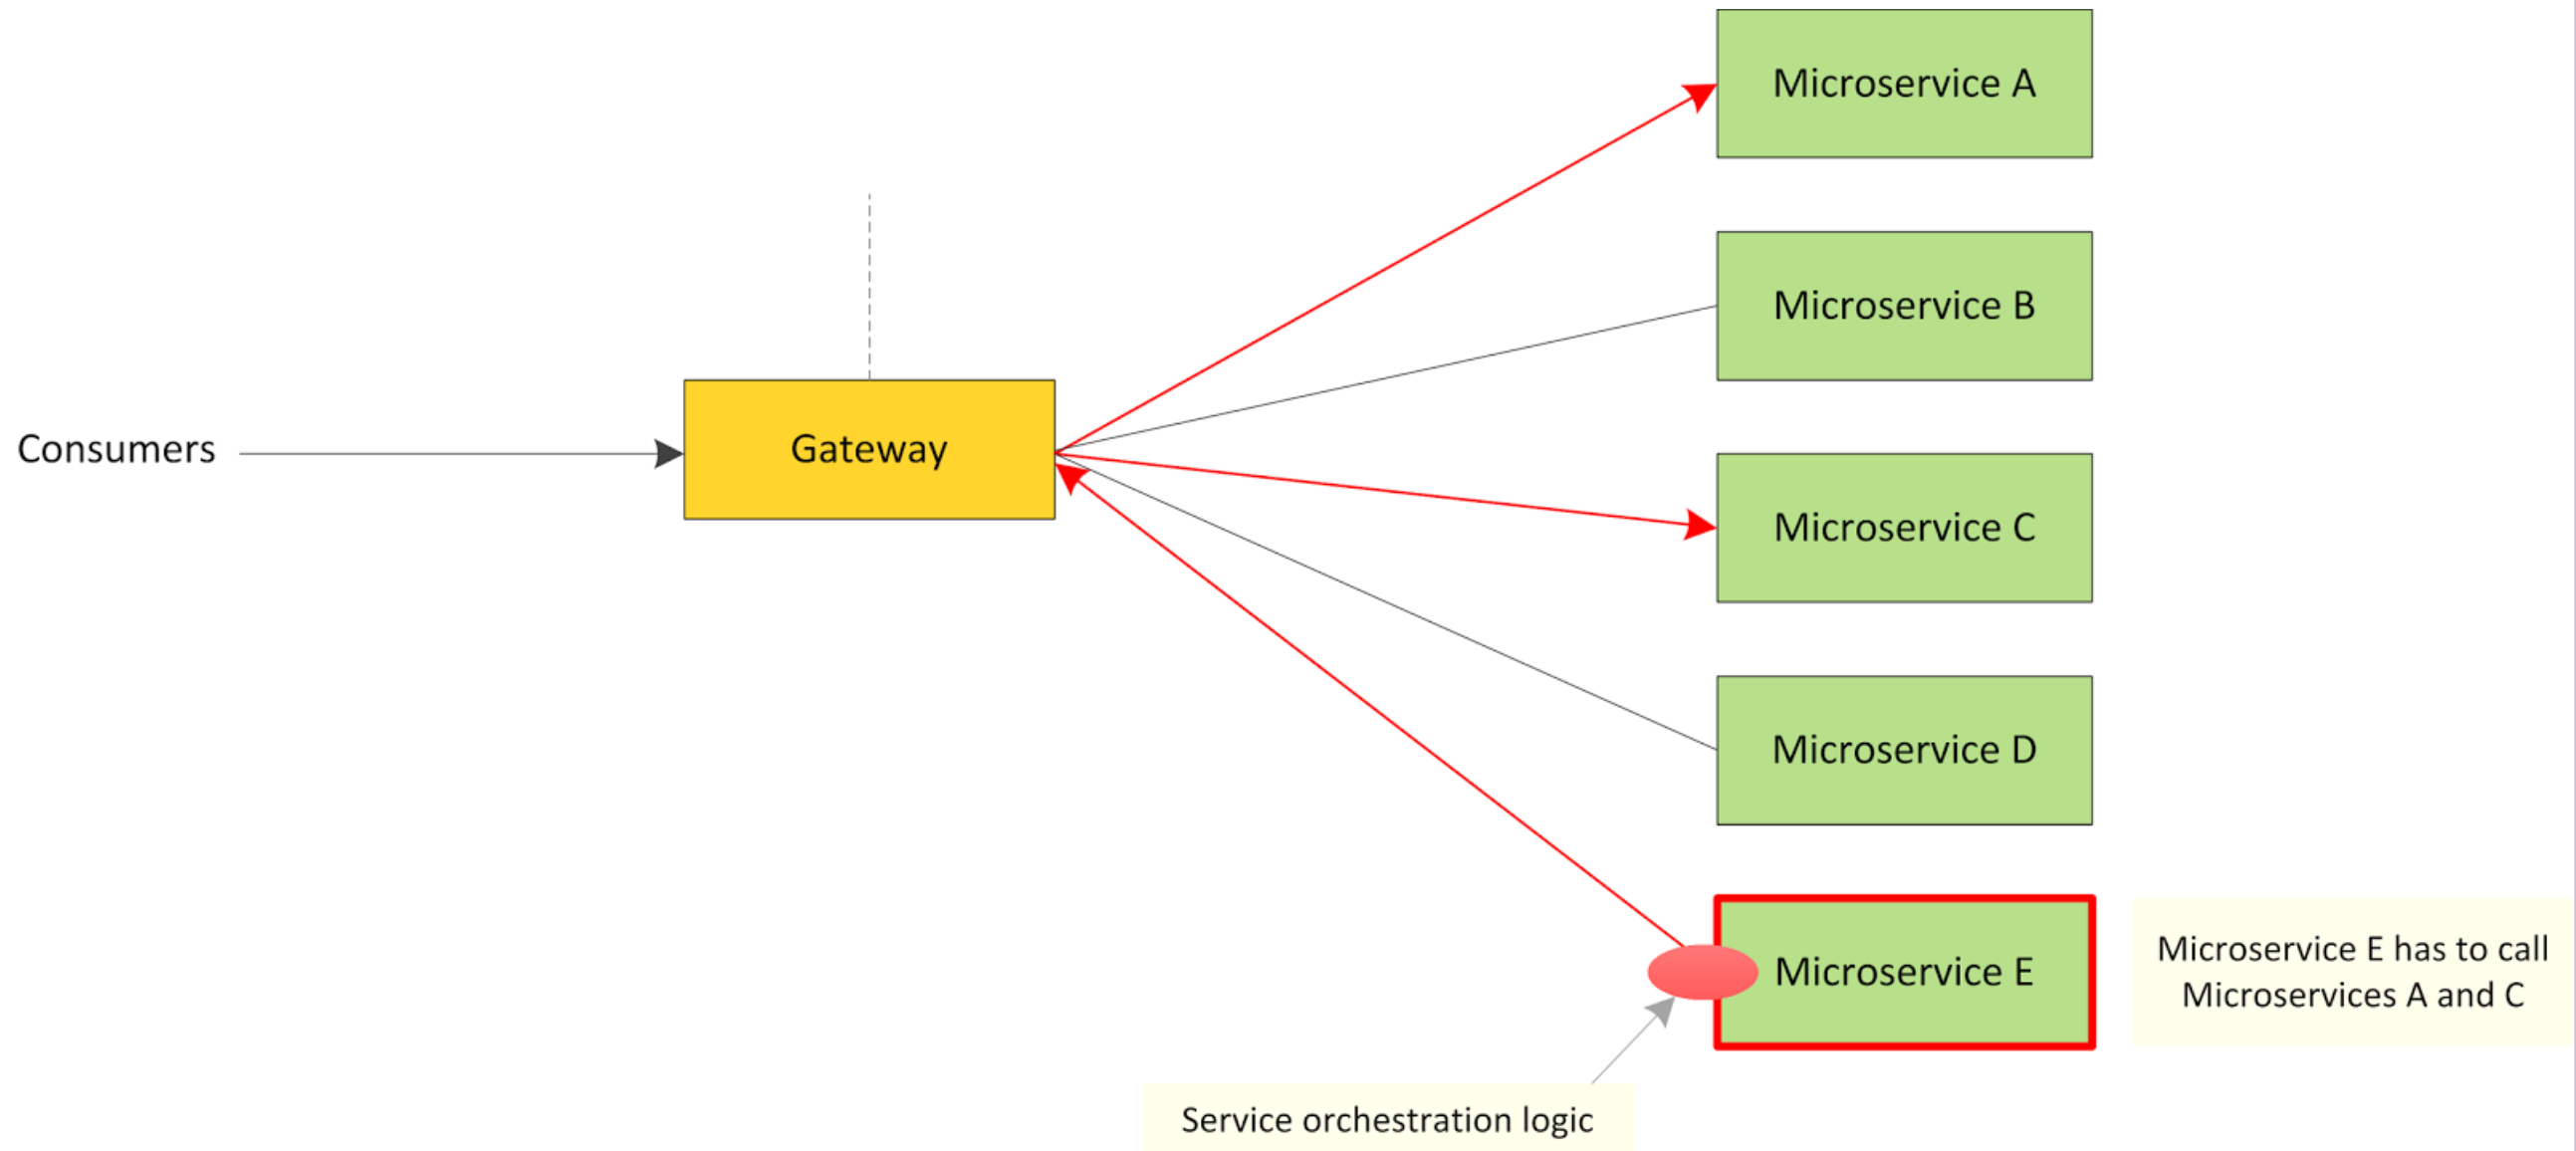 Microservice A
Microservice B
Consumers
Gateway
Microservice C
Microservice D
Microservice E
Microservice E has to call
Microservices A and C
Service orchestration logic